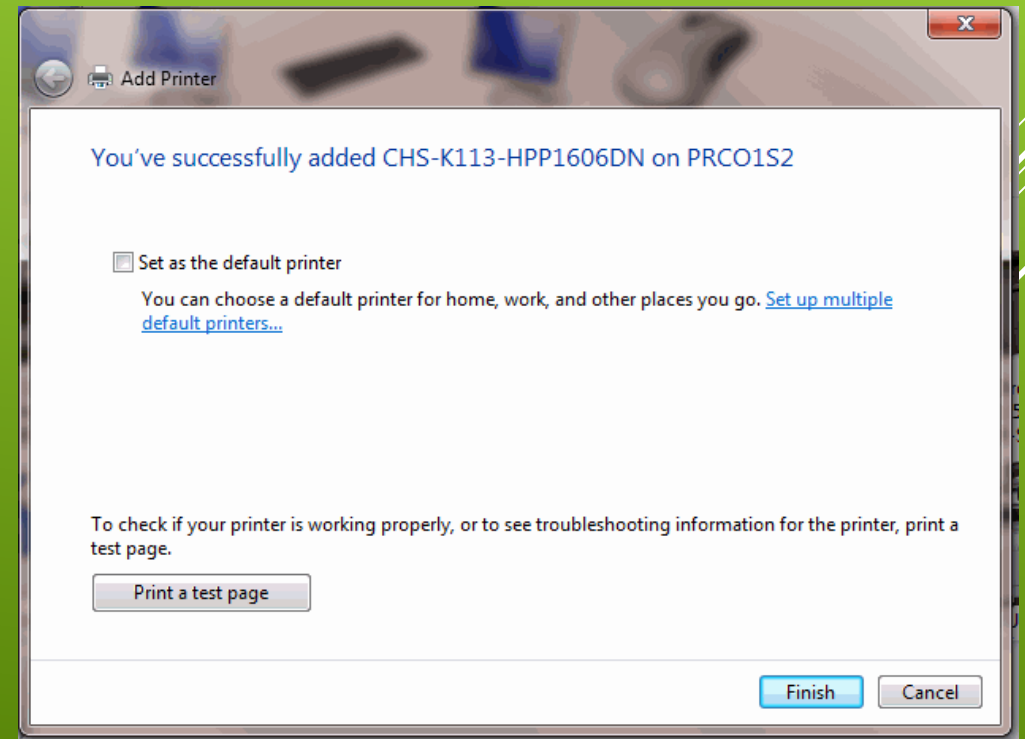 Add Printer
You've successfully added CHS-K113-HPP1606DN on PRCO1S2
Set as the default printer
You can choose a default printer for home, work, and other places you go. Set up multiple
default printers...
To check if your printer is working properly, or to see troubleshooting information for the printer, print a
test page.
Print a test page
Finish
Cancel